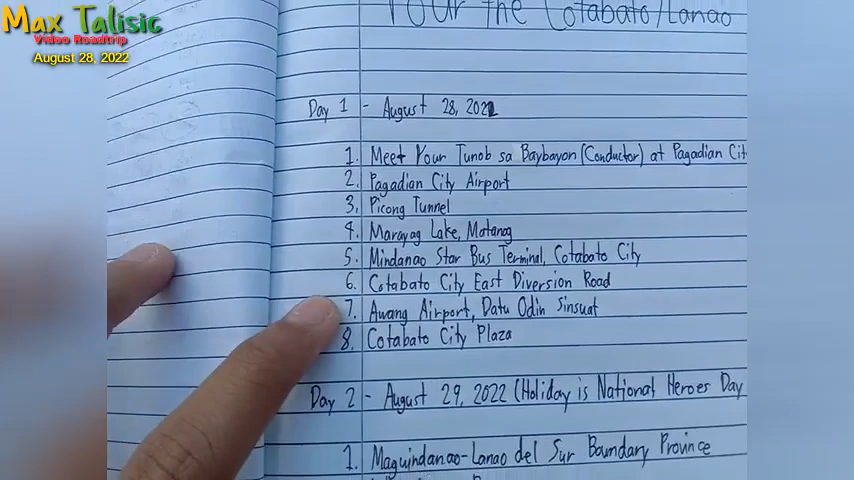 Max Talisic
Video Roadtrip
August 28, 2022
Tour the Cotabato/Lanao
Day 1 - August 28, 2022
1. Meet Your Tunob sa Baybayon (Conductor) at Pagadian Cit
2. Pagadian City Airport
3. Picong Tunnel
4. Marayag Lake, Matanog
5. Mindanao Star Bus Terminal, Cotabato City
6. Cotabato City East Diversion Road
7. Awang Airport, Datu Odin Sinsuat
8. Cotabato City Plaza
Day 2 - August 29, 2022 (Holiday is National Heroes Day
1. Maguindanao-Lanao del Sur Boundary Province